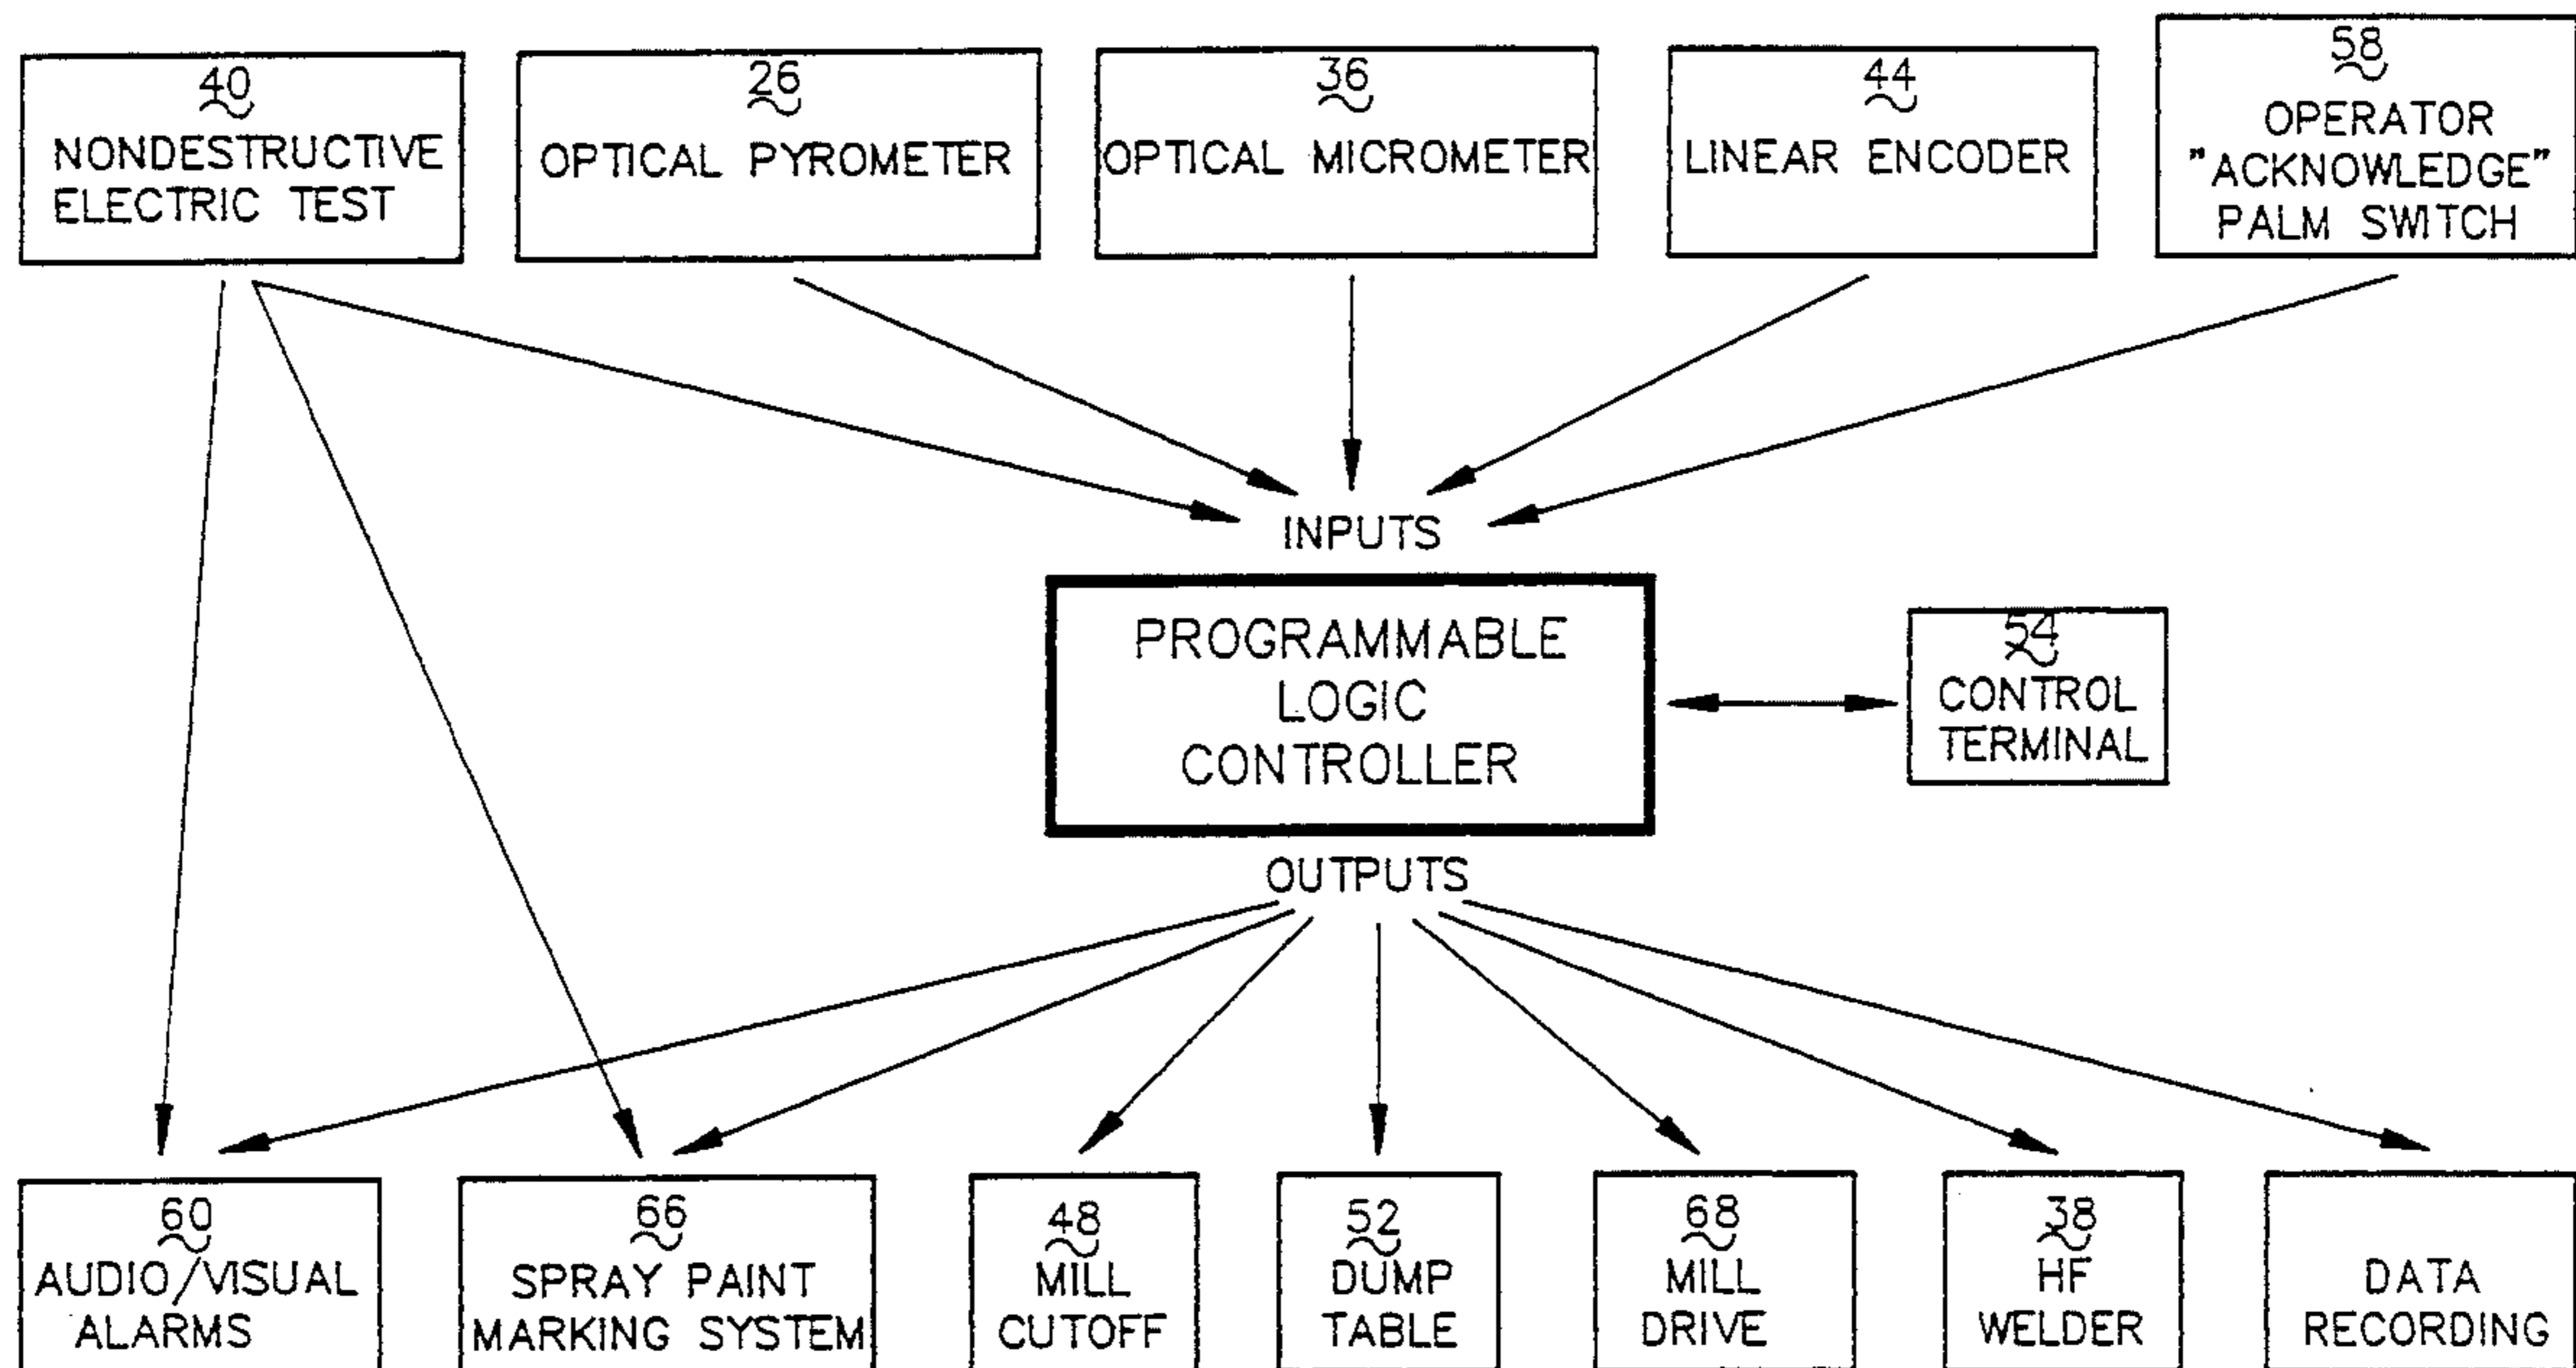 40
NONDESTRUCTIVE
ELECTRIC TEST
26
OPTICAL PYROMETER
36
OPTICAL MICROMETER
44
LINEAR ENCODER
58
OPERATOR
"ACKNOWLEDGE"
PALM SWITCH
INPUTS
PROGRAMMABLE
LOGIC
CONTROLLER
54
CONTROL
TERMINAL
OUTPUTS
60
AUDIO/VISUAL
ALARMS
66
SPRAY PAINT
MARKING SYSTEM
48
MILL
CUTOFF
52
DUMP
TABLE
68
MILL
DRIVE
38
HF
WELDER
DATA
RECORDING